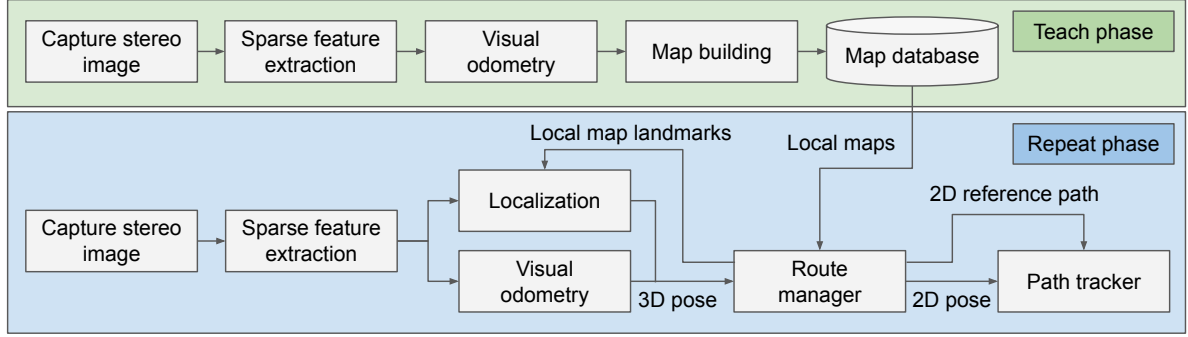 Capture stereo
image
Sparse feature
extraction
Visual
odometry
Map building
Map database
Teach phase
Local map landmarks
Local maps
Repeat phase
Capture stereo
image
Sparse feature
extraction
Localization
Visual
odometry
3D pose
Route
manager
2D reference path
2D pose
Path tracker